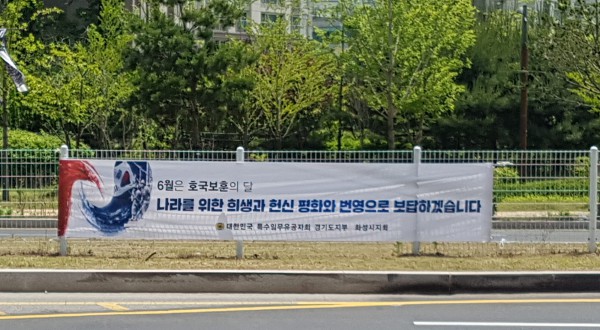 6월은 호국보훈의 달
나라를 위한 희생과 헌신 평화와 번영으로 보답하겠습니다
대한민국 특수임무유공자회 경기도지부 화성시지회